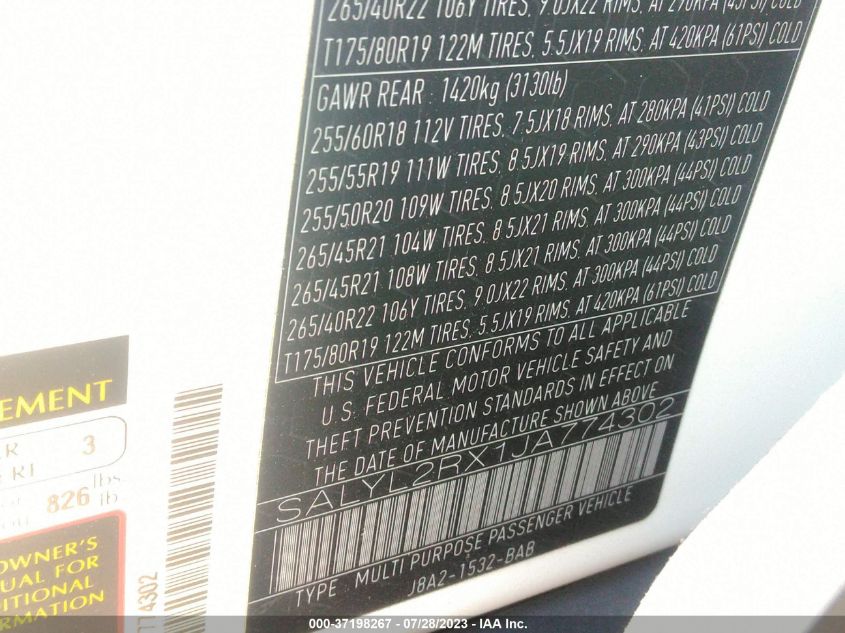 265/40R22 106Y TIRES, 9.0JX22 RIMS, AT 290KPA (43PSI) COLD
T175/80R19 122M TIRES, 5.5JX19 RIMS, AT 420KPA (61PSI) COLD
GAWR REAR : 1420kg (3130lb)
255/60R18 112V TIRES, 7.5JX18 RIMS, AT 280KPA (41PSI) COLD
255/55R19 111W TIRES, 8.5JX19 RIMS, AT 290KPA (43PSI) COLD
255/50R20 109W TIRES, 8.5JX20 RIMS, AT 300KPA (44PSI) COLD
265/45R21 104W TIRES, 8.5JX21 RIMS, AT 300KPA (44PSI) COLD
265/45R21 108W TIRES, 8.5JX21 RIMS, AT 300KPA (44PSI) COLD
265/40R22 106Y TIRES, 9.0JX22 RIMS, AT 300KPA (44PSI) COLD
T175/80R19 122M TIRES, 5.5JX19 RIMS, AT 420KPA (61PSI) COLD
THIS VEHICLE CONFORMS TO ALL APPLICABLE
U.S. FEDERAL MOTOR VEHICLE SAFETY AND
THEFT PREVENTION STANDARDS IN EFFECT ON
THE DATE OF MANUFACTURE SHOWN ABOVE
SALYL2RX1JA774302
TYPE MULTI PURPOSE PASSENGER VEHICLE
J8A2-1532-BAB
EMENT
R
3
RI
826 lbs
lb
OWNER'S
UAL FOR
ITIONAL
RMATION
774302
000-37198267 - 07/28/2023 - IAA Inc.